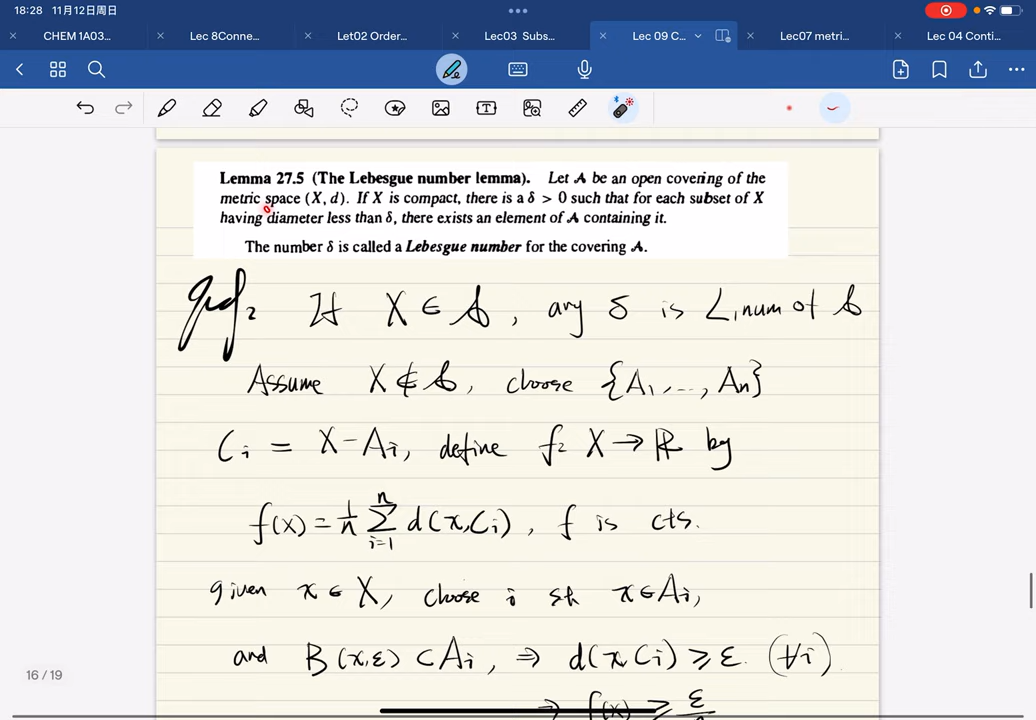 18:28 11月12日周日
CHEM 1A03...
Lec 8Conne...
Let02 Order...
Lec03 Subs...
Lec 09 C...
Lec07 metri...
Lec 04 Conti...
Lemma 27.5 (The Lebesgue number lemma). Let A be an open covering of the
metric space (X, d). If X is compact, there is a δ > 0 such that for each subset of X
having diameter less than δ, there exists an element of A containing it.
The number δ is called a Lebesgue number for the covering A.
If X ∈ A, any δ is L, num of A
Assume X ∉ A, choose {A₁, ..., Aₙ}
Cᵢ = X − Aᵢ, define f: X → ℝ by
f(x) = 1/n Σᵢ₌₁ⁿ d(x, Cᵢ), f is cts.
given x ∈ X, choose i st x ∈ Aᵢ,
and B(x, ε) ⊂ Aᵢ, ⇒ d(x, Cᵢ) ⩾ ε. (∀i)
16 / 19
⇒ f(x) ⩾ ε